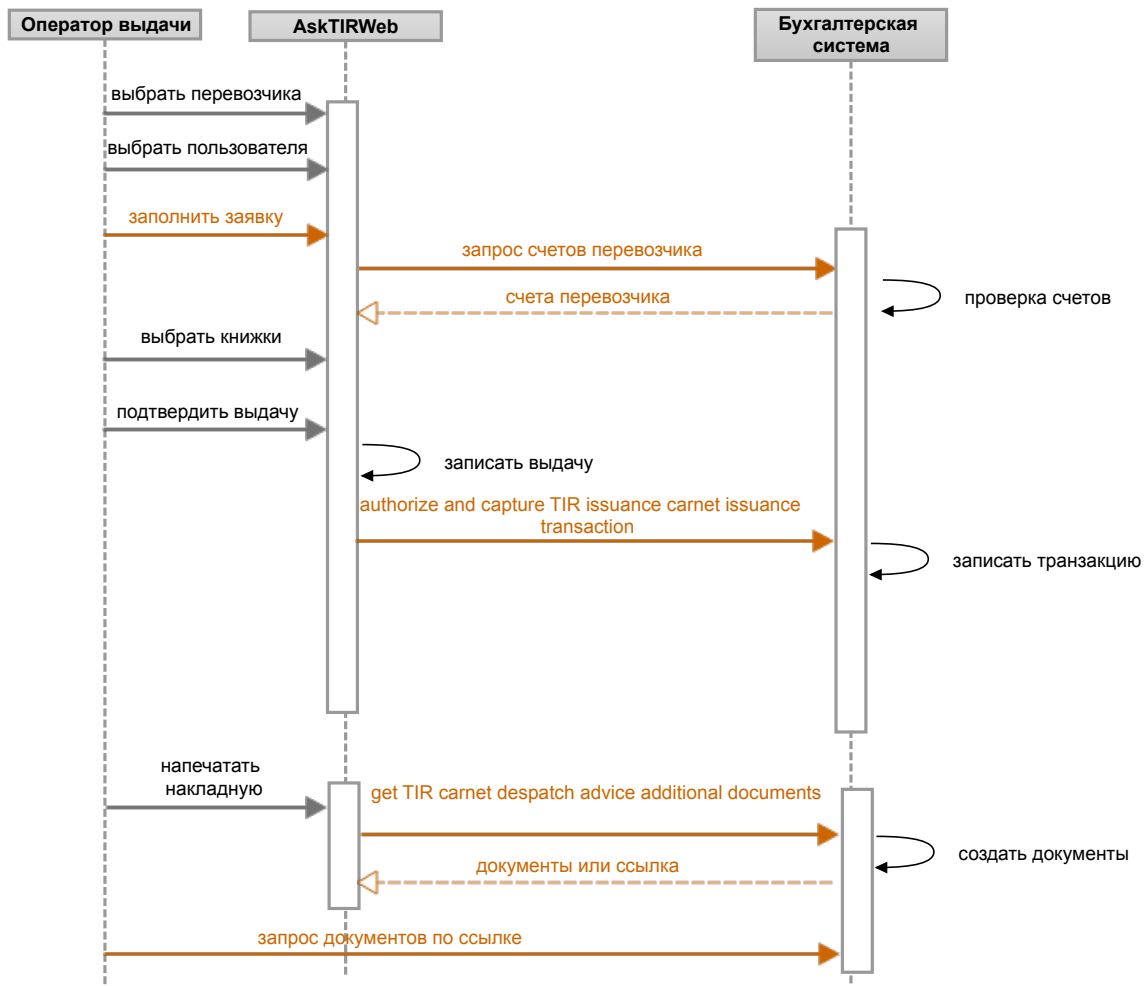 Оператор выдачи
AskTIRWeb
Бухгалтерская
система
выбрать перевозчика
выбрать пользователя
заполнить заявку
запрос счетов перевозчика
счета перевозчика
проверка счетов
выбрать книжки
подтвердить выдачу
записать выдачу
authorize and capture TIR issuance carnet issuance
transaction
записать транзакцию
напечатать
накладную
get TIR carnet despatch advice additional documents
создать документы
документы или ссылка
запрос документов по ссылке